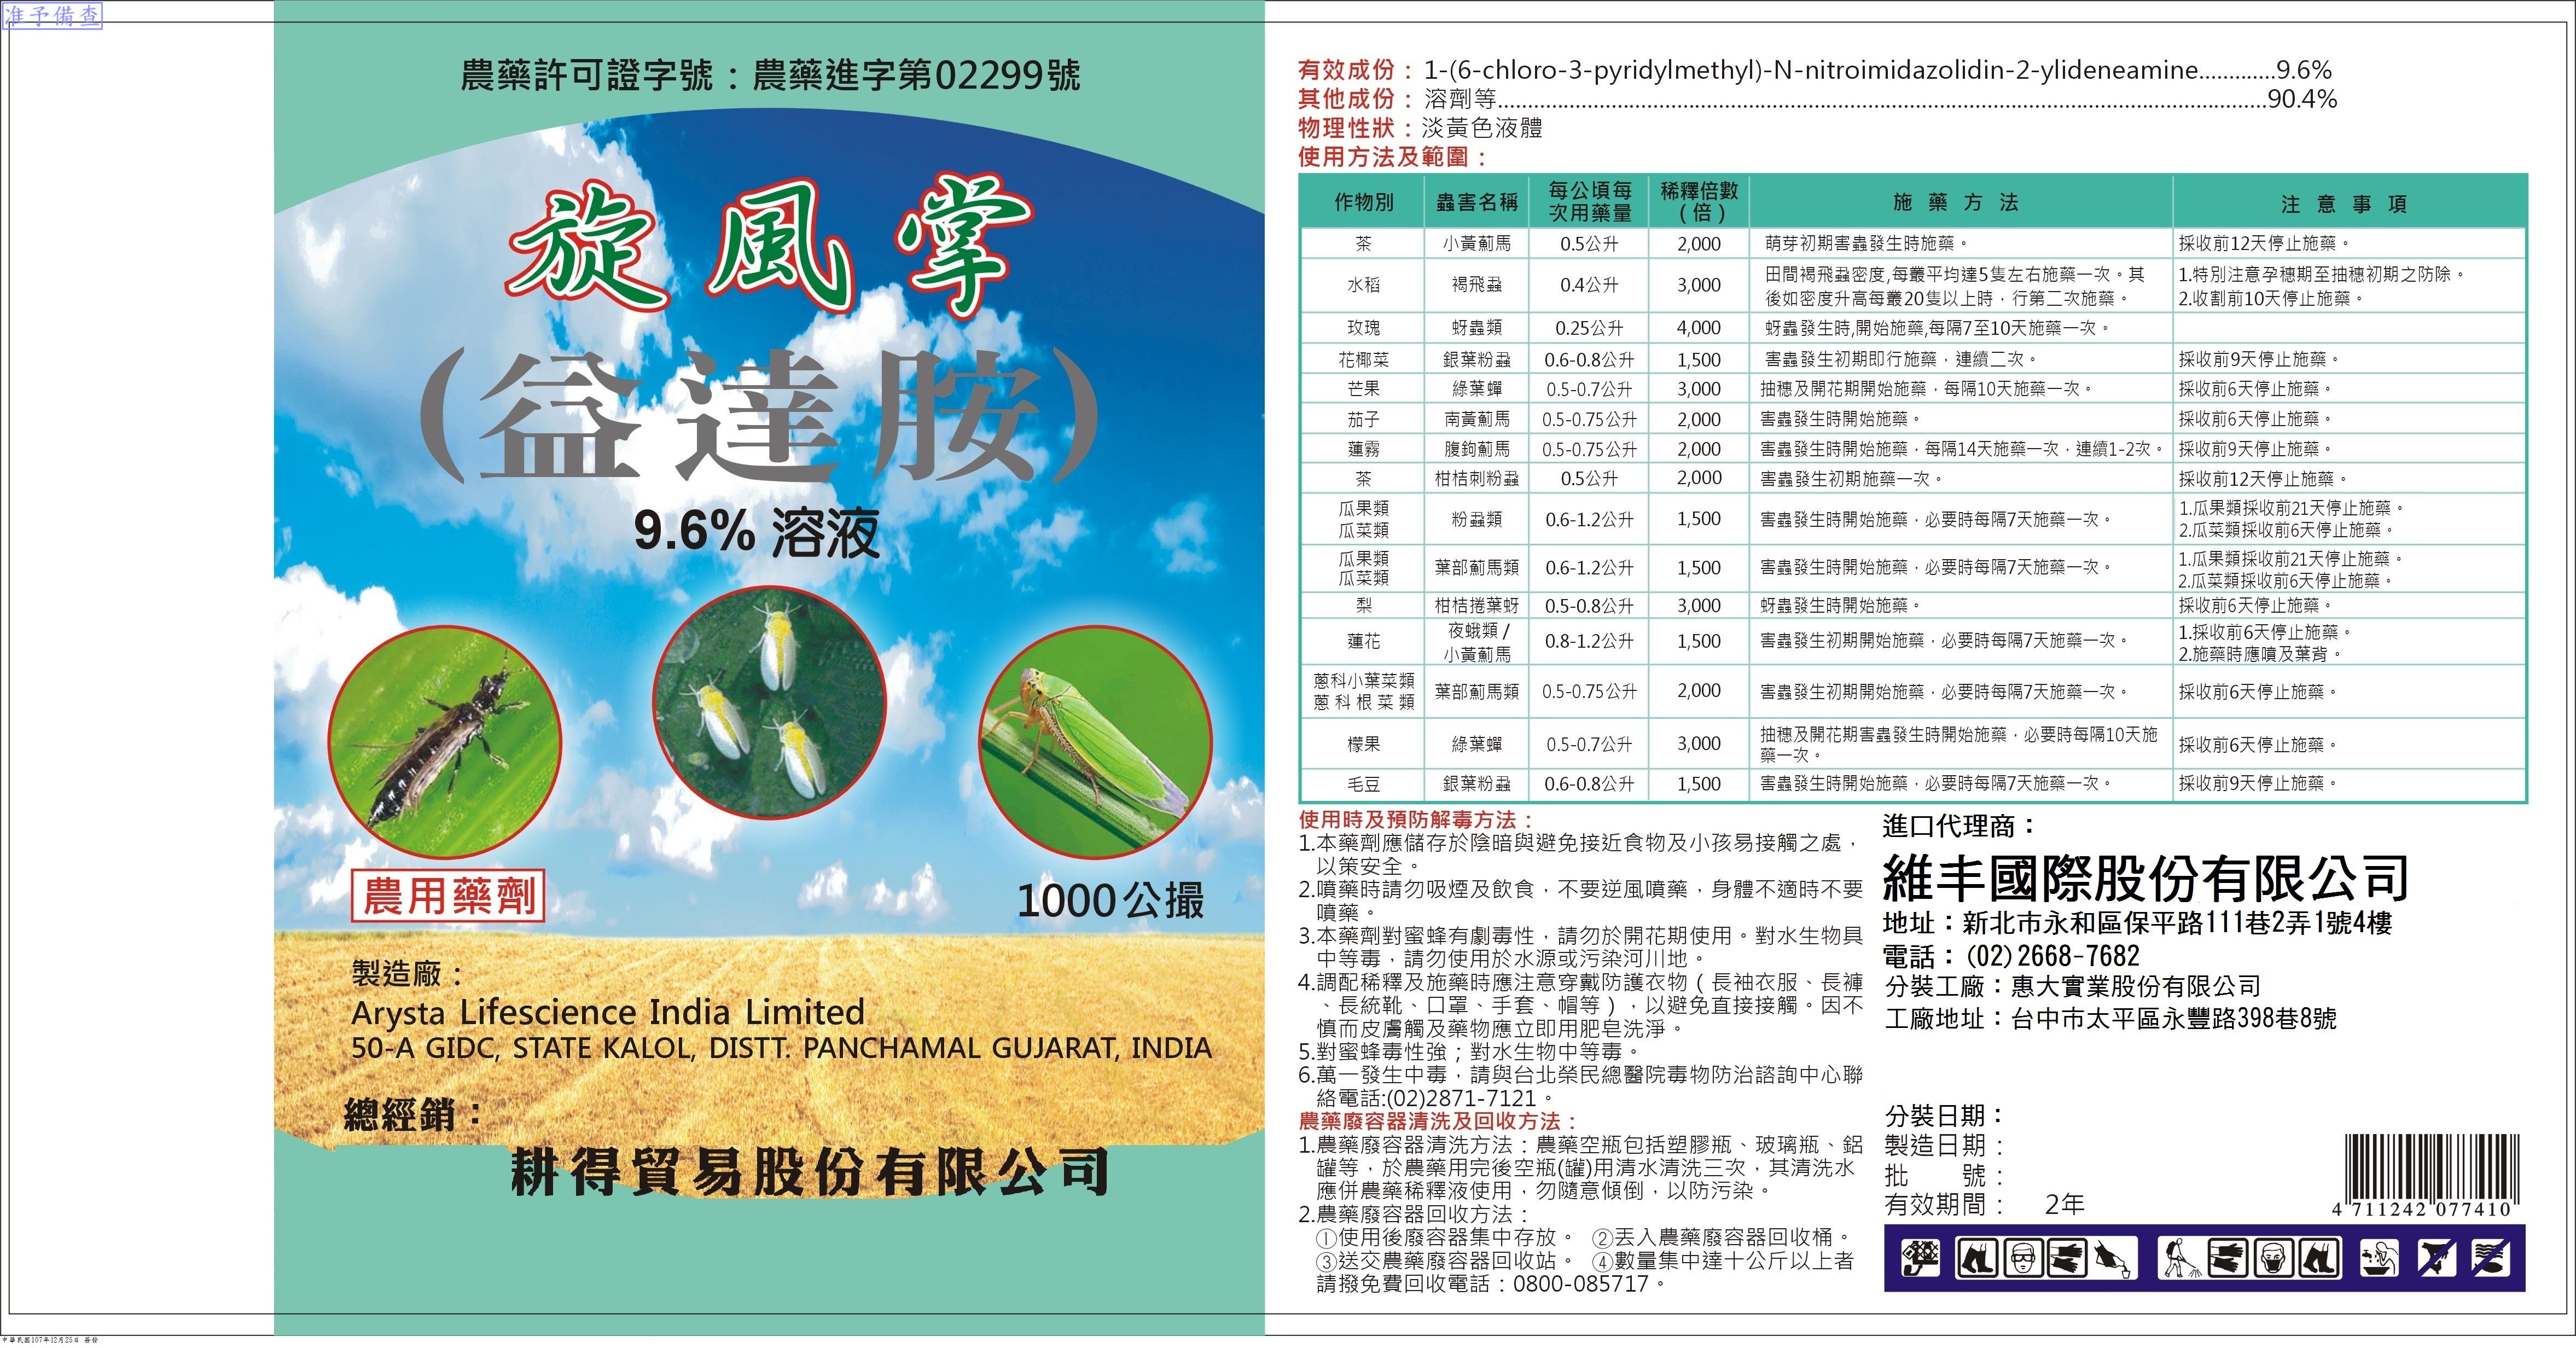 准予備查
農藥許可證字號：農藥進字第02299號
旋風掌
(益達胺)
9.6% 溶液
農用藥劑
1000公撮
製造廠：
Arysta Lifescience India Limited
50-A GIDC, STATE KALOL, DISTT. PANCHAMAL GUJARAT, INDIA
總經銷：
耕得貿易股份有限公司
有效成份：1-(6-chloro-3-pyridylmethyl)-N-nitroimidazolidin-2-ylideneamine.............9.6%
其他成份：溶劑等..........90.4%
物理性狀：淡黃色液體
使用方法及範圍：
作物別 蟲害名稱 每公頃每次用藥量 稀釋倍數（倍） 施藥方法 注意事項
茶 小黃薊馬 0.5公升 2,000 萌芽初期害蟲發生時施藥。 採收前12天停止施藥。
水稻 褐飛蝨 0.4公升 3,000 田間褐飛蝨密度,每叢平均達5隻左右施藥一次。其 1.特別注意孕穗期至抽穗初期之防除。
後如密度升高每叢20隻以上時，行第二次施藥。 2.收割前10天停止施藥。
玫瑰 蚜蟲類 0.25公升 4,000 蚜蟲發生時,開始施藥,每隔7至10天施藥一次。
花椰菜 銀葉粉蝨 0.6-0.8公升 1,500 害蟲發生初期即行施藥，連續二次。 採收前9天停止施藥。
芒果 綠葉蟬 0.5-0.7公升 3,000 抽穗及開花期開始施藥，每隔10天施藥一次。 採收前6天停止施藥。
茄子 南黃薊馬 0.5-0.75公升 2,000 害蟲發生時開始施藥。 採收前6天停止施藥。
蓮霧 腹鉤薊馬 0.5-0.75公升 2,000 害蟲發生時開始施藥，每隔14天施藥一次，連續1-2次。 採收前9天停止施藥。
茶 柑桔刺粉蝨 0.5公升 2,000 害蟲發生初期施藥一次。 採收前12天停止施藥。
瓜果類 粉蝨類 0.6-1.2公升 1,500 害蟲發生時開始施藥，必要時每隔7天施藥一次。 1.瓜果類採收前21天停止施藥。
瓜菜類 2.瓜菜類採收前6天停止施藥。
瓜果類 葉部薊馬類 0.6-1.2公升 1,500 害蟲發生時開始施藥，必要時每隔7天施藥一次。 1.瓜果類採收前21天停止施藥。
瓜菜類 2.瓜菜類採收前6天停止施藥。
梨 柑桔捲葉蚜 0.5-0.8公升 3,000 蚜蟲發生時開始施藥。 採收前6天停止施藥。
蓮花 夜蛾類/ 0.8-1.2公升 1,500 害蟲發生初期開始施藥，必要時每隔7天施藥一次。 1.採收前6天停止施藥。
小黃薊馬 2.施藥時應噴及葉背。
蔥科小葉菜類 葉部薊馬類 0.5-0.75公升 2,000 害蟲發生初期開始施藥，必要時每隔7天施藥一次。 採收前6天停止施藥。
蔥科根菜類
檬果 綠葉蟬 0.5-0.7公升 3,000 抽穗及開花期害蟲發生時開始施藥，必要時每隔10天施 採收前6天停止施藥。
藥一次。
毛豆 銀葉粉蝨 0.6-0.8公升 1,500 害蟲發生時開始施藥，必要時每隔7天施藥一次。 採收前9天停止施藥。
使用時及預防解毒方法：
1.本藥劑應儲存於陰暗與避免接近食物及小孩易接觸之處，
以策安全。
2.噴藥時請勿吸煙及飲食，不要逆風噴藥，身體不適時不要
噴藥。
3.本藥劑對蜜蜂有劇毒性，請勿於開花期使用。對水生物具
中等毒，請勿使用於水源或污染河川地。
4.調配稀釋及施藥時應注意穿戴防護衣物（長袖衣服、長褲
、長統靴、口罩、手套、帽等），以避免直接接觸。因不
慎而皮膚觸及藥物應立即用肥皂洗淨。
5.對蜜蜂毒性強；對水生物中等毒。
6.萬一發生中毒，請與台北榮民總醫院毒物防治諮詢中心聯
絡電話:(02)2871-7121。
農藥廢容器清洗及回收方法：
1.農藥廢容器清洗方法：農藥空瓶包括塑膠瓶、玻璃瓶、鋁
罐等，於農藥用完後空瓶(罐)用清水清洗三次，其清洗水
應併農藥稀釋液使用，勿隨意傾倒，以防污染。
2.農藥廢容器回收方法：
①使用後廢容器集中存放。 ②丟入農藥廢容器回收桶。
③送交農藥廢容器回收站。 ④數量集中達十公斤以上者
請撥免費回收電話：0800-085717。
進口代理商：
維丰國際股份有限公司
地址：新北市永和區保平路111巷2弄1號4樓
電話：(02)2668-7682
分裝工廠：惠大實業股份有限公司
工廠地址：台中市太平區永豐路398巷8號
分裝日期：
製造日期：
批　號：
有效期間：　2年
4 711242 077410
中華民國107年12月25日 簽發